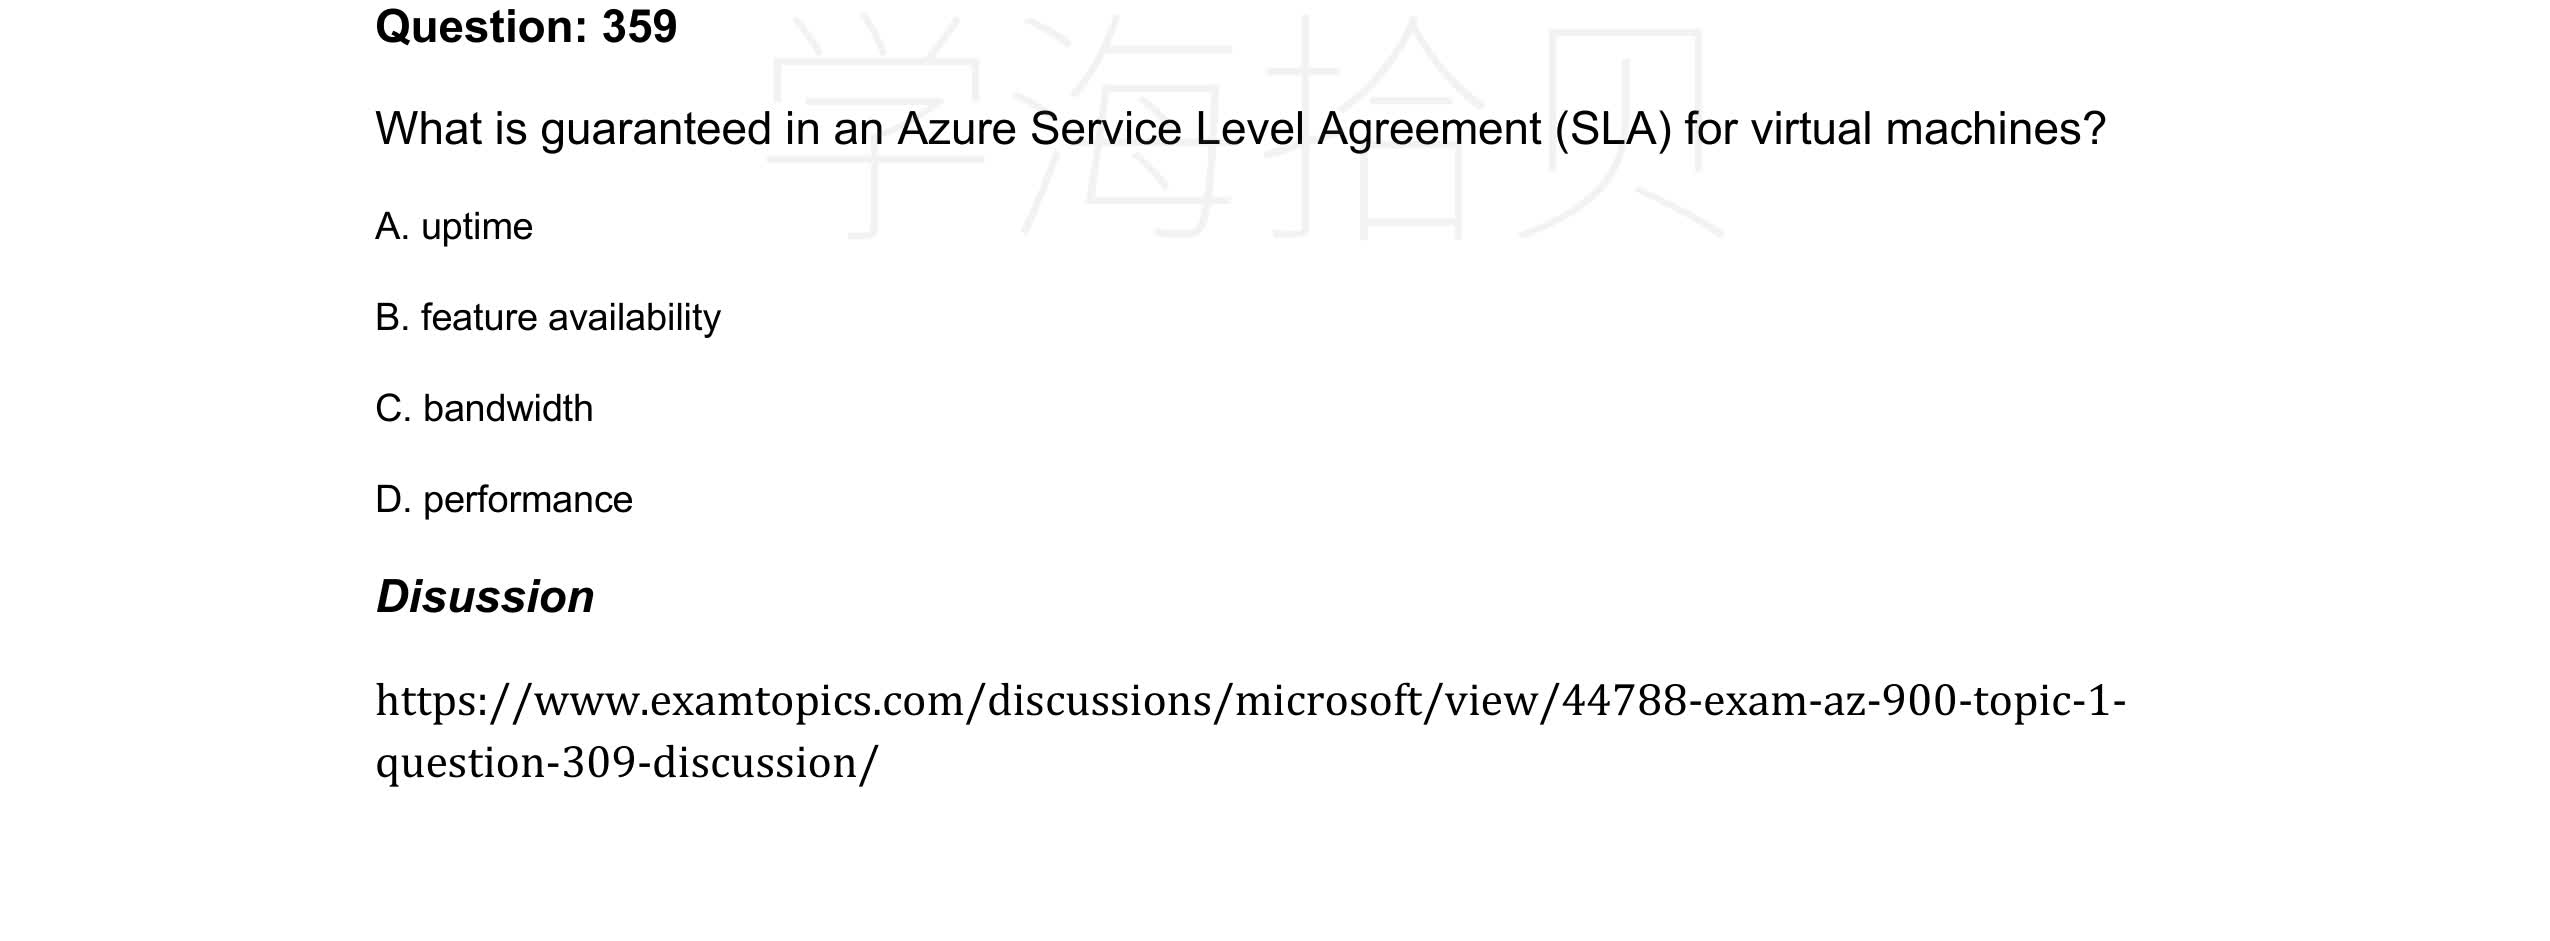 Question: 359
学海拾贝
What is guaranteed in an Azure Service Level Agreement (SLA) for virtual machines?
A. uptime
B. feature availability
C. bandwidth
D. performance
Disussion
https://www.examtopics.com/discussions/microsoft/view/44788-exam-az-900-topic-1-
question-309-discussion/